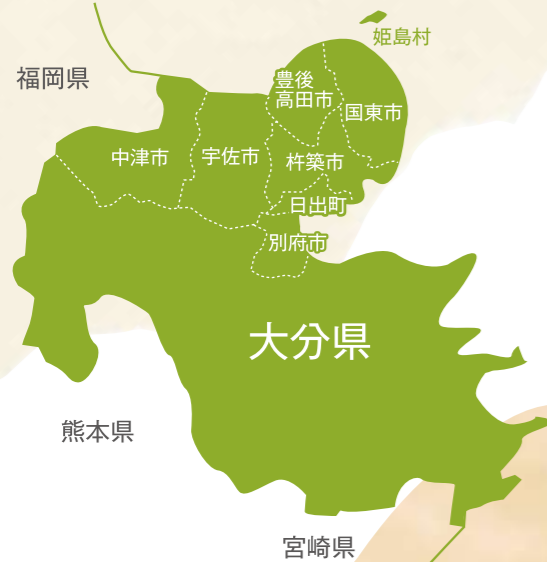 姫島村
福岡県
豊後
高田市
国東市
中津市
宇佐市
杵築市
日出町
別府市
大分県
熊本県
宮崎県